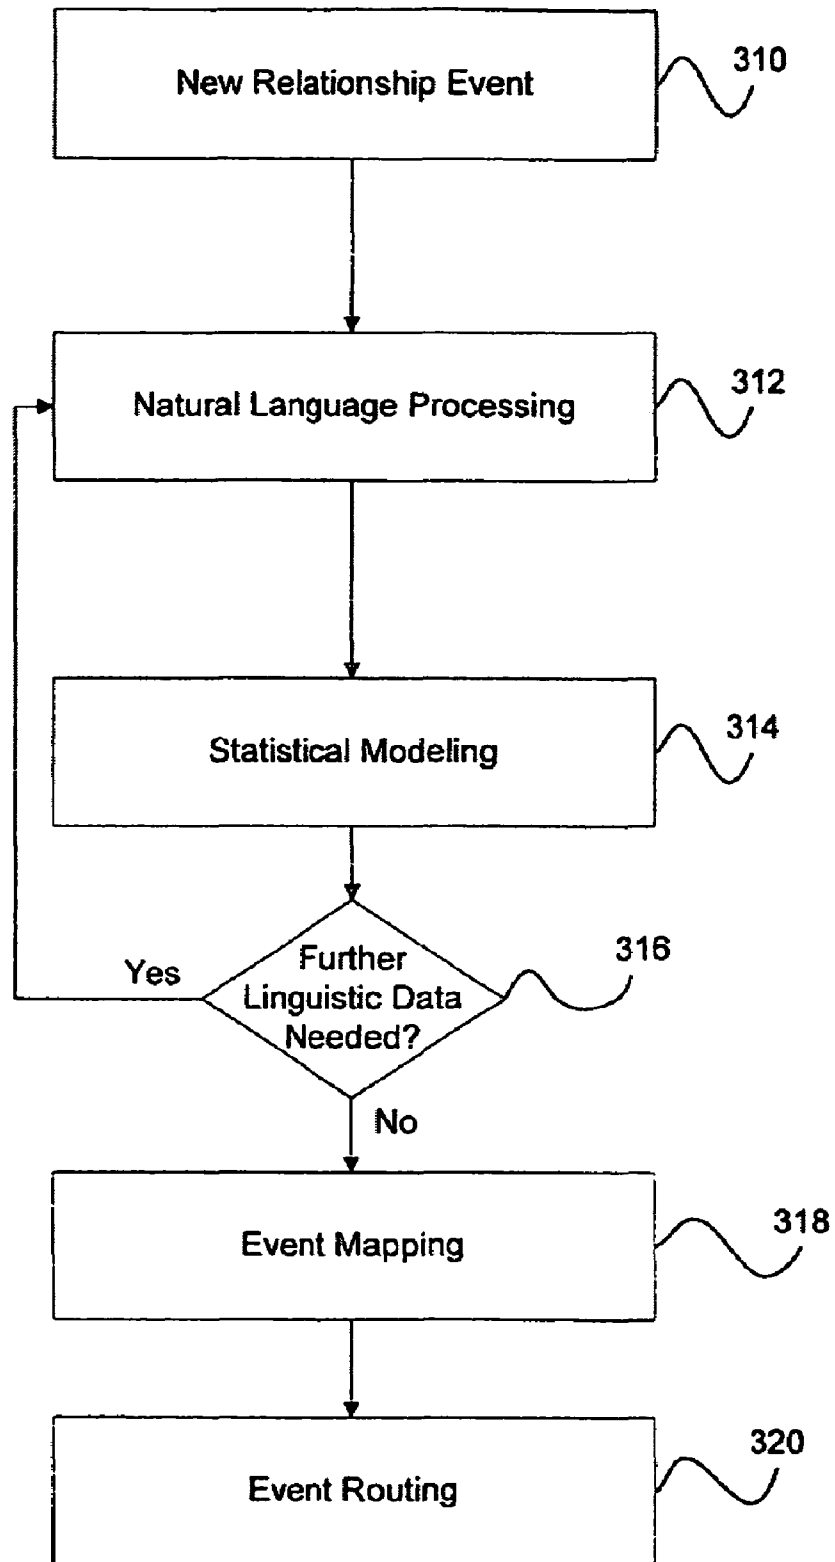 New Relationship Event
310
Natural Language Processing
312
Statistical Modeling
314
Yes
Further
Linguistic Data
Needed?
316
No
Event Mapping
318
Event Routing
320